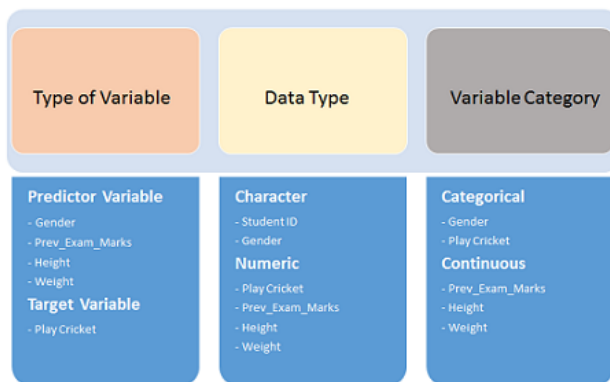 Type of Variable
Data Type
Variable Category
Predictor Variable
- Gender
- Prev_Exam_Marks
- Height
- Weight
Target Variable
- Play Cricket
Character
- Student ID
- Gender
Numeric
- Play Cricket
- Prev_Exam_Marks
- Height
- Weight
Categorical
- Gender
- Play Cricket
Continuous
- Prev_Exam_Marks
- Height
- Weight